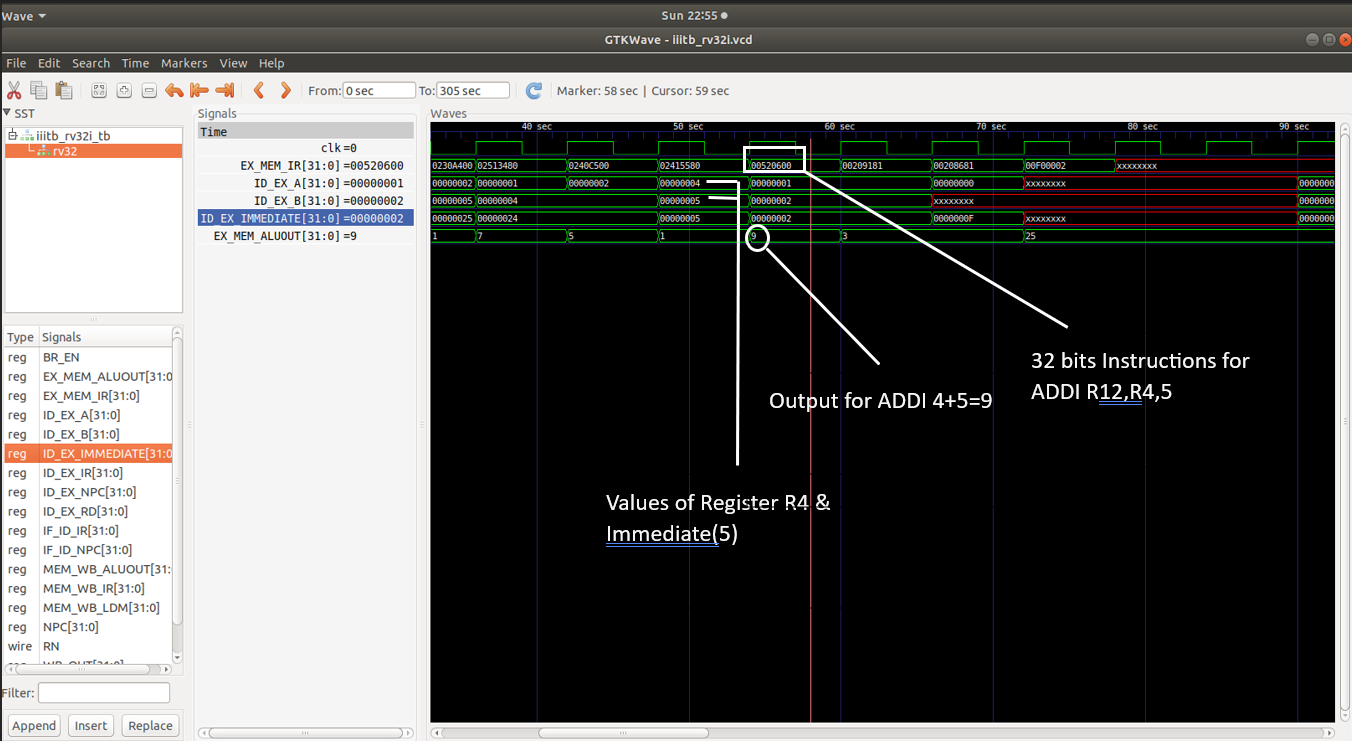 Wave
Sun 22:55
GTKWave - iiitb_rv32i.vcd
File Edit Search Time Markers View Help
From: 0 sec To: 305 sec Marker: 58 sec | Cursor: 59 sec
SST
iiitb_rv32i_tb
rv32
Type Signals
reg BR_EN
reg EX_MEM_ALUOUT[31:0
reg EX_MEM_IR[31:0]
reg ID_EX_A[31:0]
reg ID_EX_B[31:0]
reg ID_EX_IMMEDIATE[31:0
reg ID_EX_IR[31:0]
reg ID_EX_NPC[31:0]
reg ID_EX_RD[31:0]
reg IF_ID_IR[31:0]
reg IF_ID_NPC[31:0]
reg MEM_WB_ALUOUT[31:
reg MEM_WB_IR[31:0]
reg MEM_WB_LDM[31:0]
reg NPC[31:0]
wire RN
Filter:
Append Insert Replace
Signals
Time
clk=0
EX_MEM_IR[31:0]=00520600
ID_EX_A[31:0]=00000001
ID_EX_B[31:0]=00000002
ID_EX_IMMEDIATE[31:0]=00000002
EX_MEM_ALUOUT[31:0]=9
Waves
40 sec 50 sec 60 sec 70 sec 80 sec 90 sec
0230A400 02513480 0240C500 02415580 00520600 00209181 00208681 00F00002 xxxxxxxx
00000002 00000001 00000002 00000004 00000001 00000000 xxxxxxxx 0000000
00000005 00000004 00000005 00000002 xxxxxxxx 0000000
00000025 00000024 00000005 00000002 0000000F xxxxxxxx 0000000
1 7 5 1 9 3 25
32 bits Instructions for
ADDI R12,R4,5
Output for ADDI 4+5=9
Values of Register R4 &
Immediate(5)